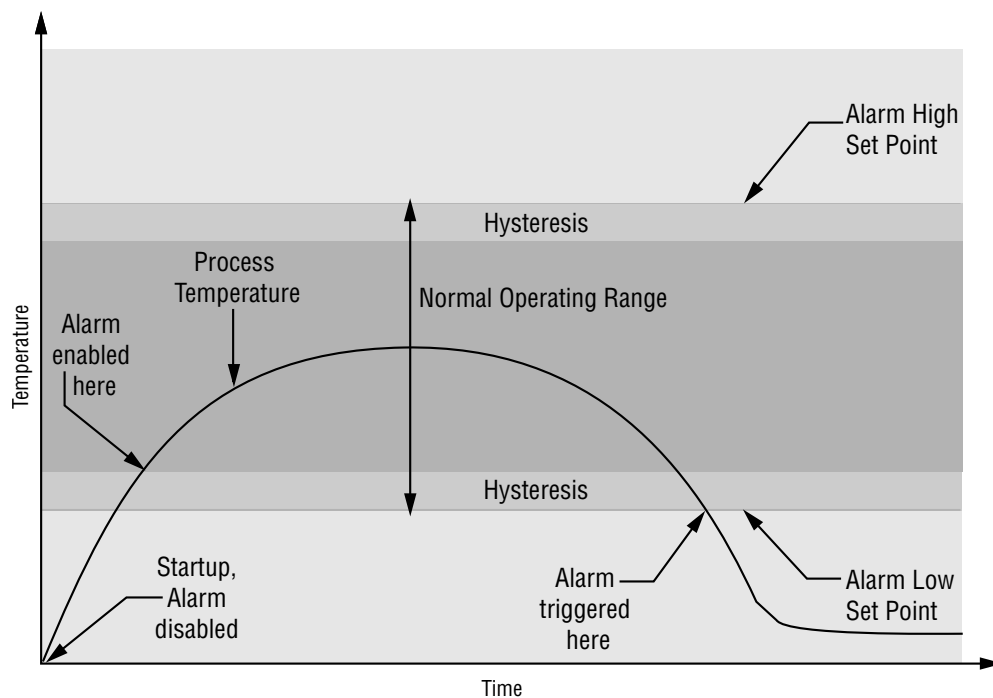 Alarm High
Set Point
Hysteresis
Process
Temperature
Normal Operating Range
Alarm
enabled
here
Temperature
Hysteresis
Startup,
Alarm
disabled
Alarm
triggered
here
Alarm Low
Set Point
Time